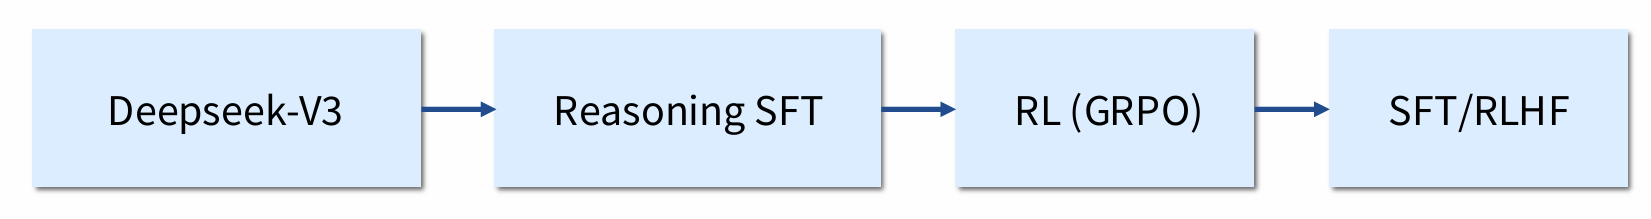 Deepseek-V3
Reasoning SFT
RL (GRPO)
SFT/RLHF